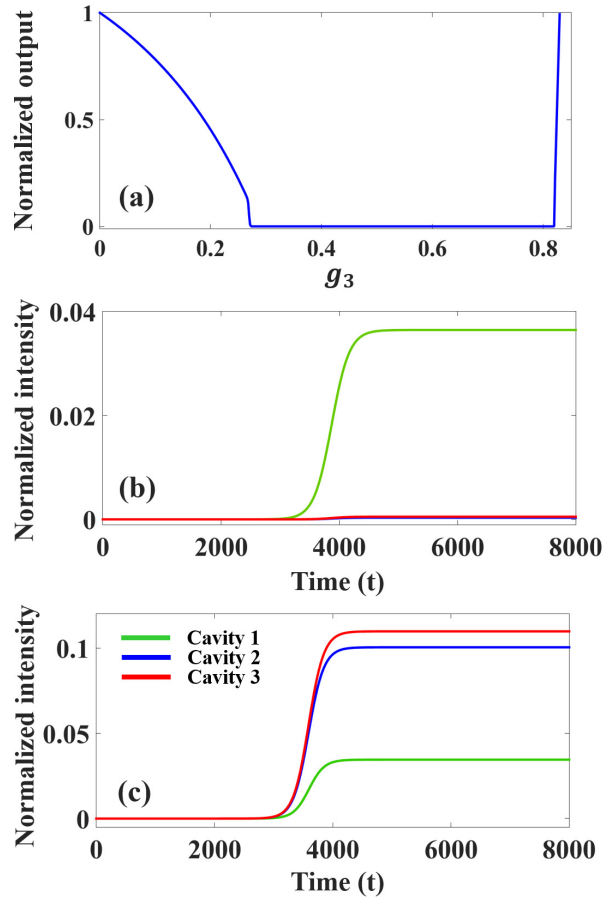 Normalized output
1
0.5
0
(a)
0
0.2
0.4
0.6
0.8
g₃
Normalized intensity
0.04
0.02
0
(b)
0
2000
4000
6000
8000
Time (t)
Normalized intensity
0.1
0.05
0
Cavity 1
Cavity 2
Cavity 3
(c)
0
2000
4000
6000
8000
Time (t)